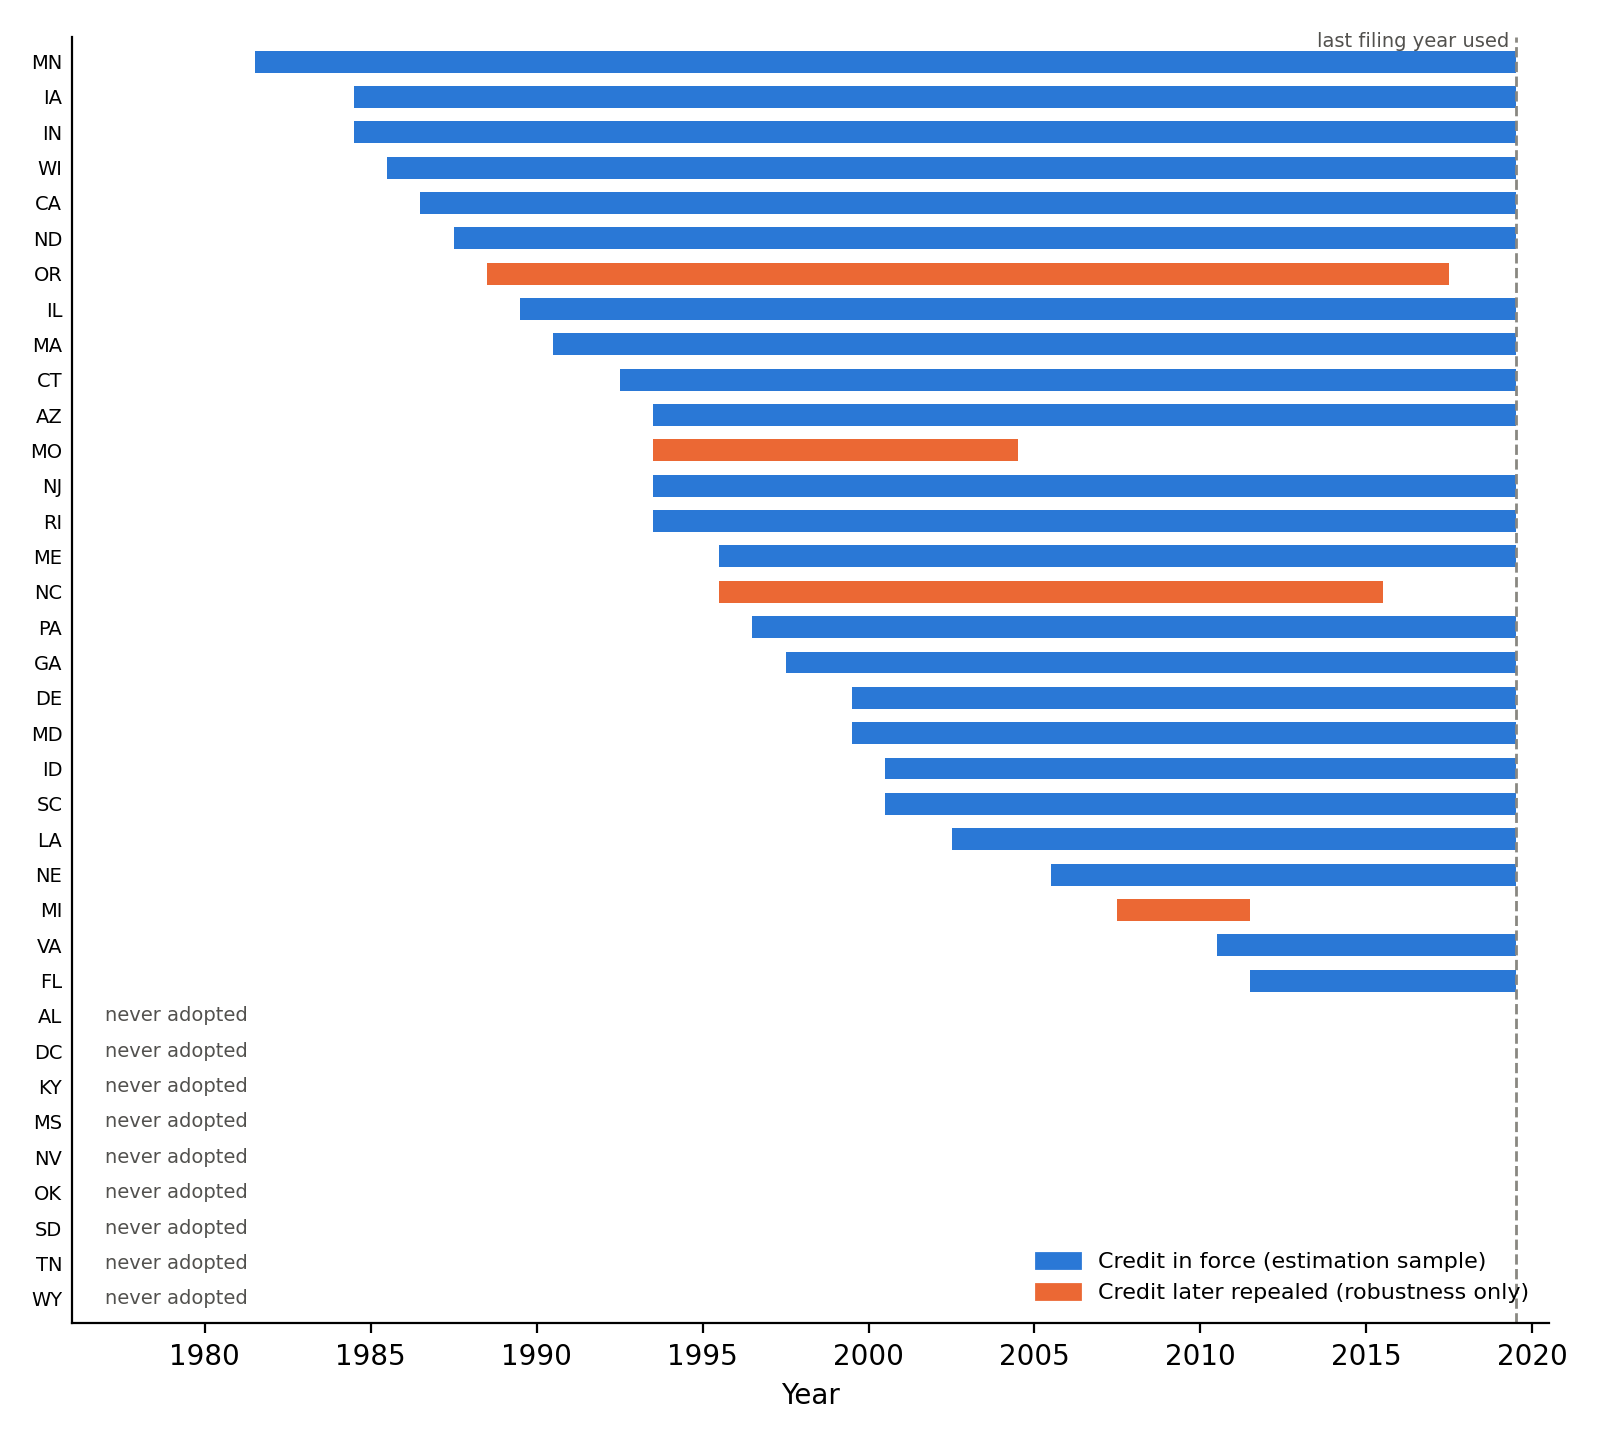 last filing year used
MN
IA
IN
WI
CA
ND
OR
IL
MA
CT
AZ
MO
NJ
RI
ME
NC
PA
GA
DE
MD
ID
SC
LA
NE
MI
VA
FL
AL never adopted
DC never adopted
KY never adopted
MS never adopted
NV never adopted
OK never adopted
SD never adopted
TN never adopted
WY never adopted
Credit in force (estimation sample)
Credit later repealed (robustness only)
1980 1985 1990 1995 2000 2005 2010 2015 2020
Year